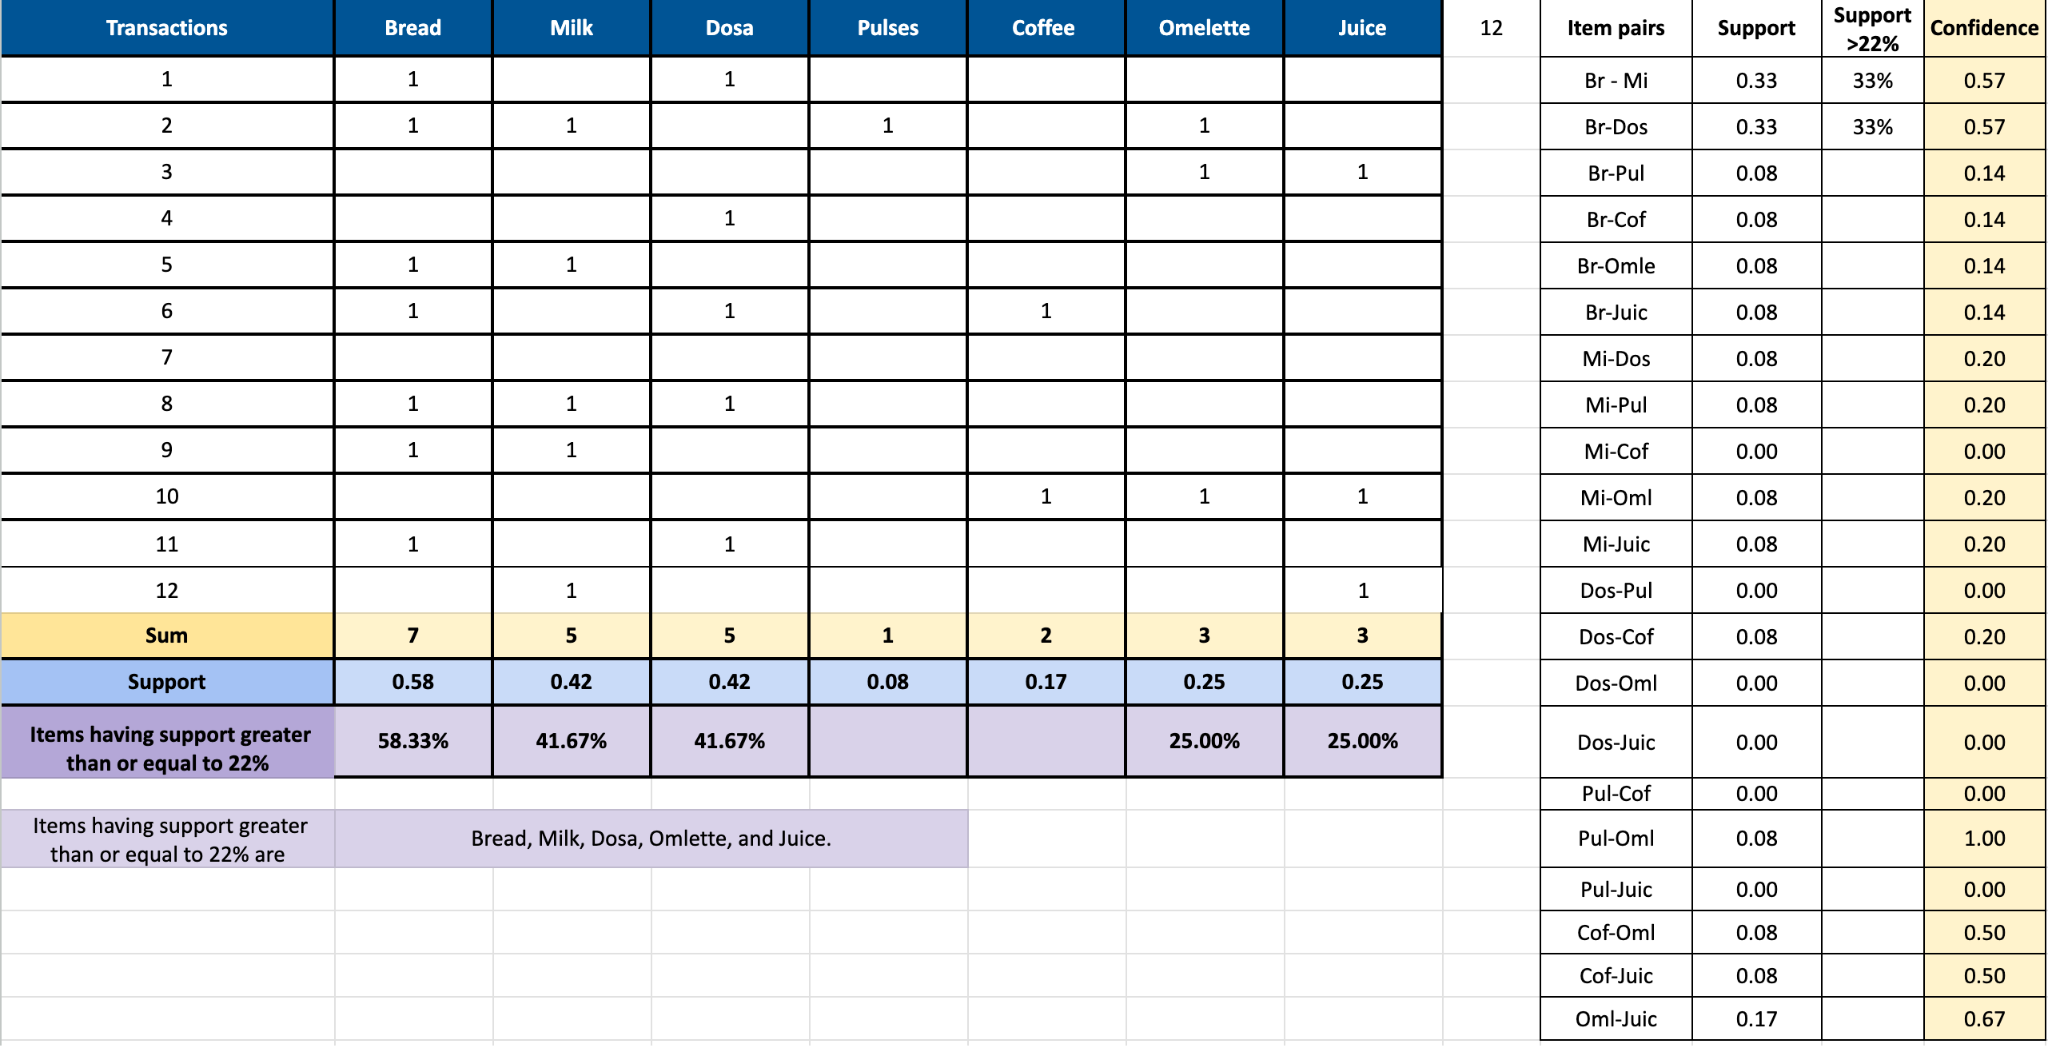 Transactions Bread Milk Dosa Pulses Coffee Omelette Juice 12 Item pairs Support Support >22% Confidence
1 1 1 Br - Mi 0.33 33% 0.57
2 1 1 1 1 Br-Dos 0.33 33% 0.57
3 1 1 Br-Pul 0.08 0.14
4 1 Br-Cof 0.08 0.14
5 1 1 Br-Omle 0.08 0.14
6 1 1 1 Br-Juic 0.08 0.14
7 Mi-Dos 0.08 0.20
8 1 1 1 Mi-Pul 0.08 0.20
9 1 1 Mi-Cof 0.00 0.00
10 1 1 1 Mi-Oml 0.08 0.20
11 1 1 Mi-Juic 0.08 0.20
12 1 1 Dos-Pul 0.00 0.00
Sum 7 5 5 1 2 3 3 Dos-Cof 0.08 0.20
Support 0.58 0.42 0.42 0.08 0.17 0.25 0.25 Dos-Oml 0.00 0.00
Items having support greater than or equal to 22% 58.33% 41.67% 41.67% 25.00% 25.00% Dos-Juic 0.00 0.00
Pul-Cof 0.00 0.00
Items having support greater than or equal to 22% are Bread, Milk, Dosa, Omlette, and Juice. Pul-Oml 0.08 1.00
Pul-Juic 0.00 0.00
Cof-Oml 0.08 0.50
Cof-Juic 0.08 0.50
Oml-Juic 0.17 0.67